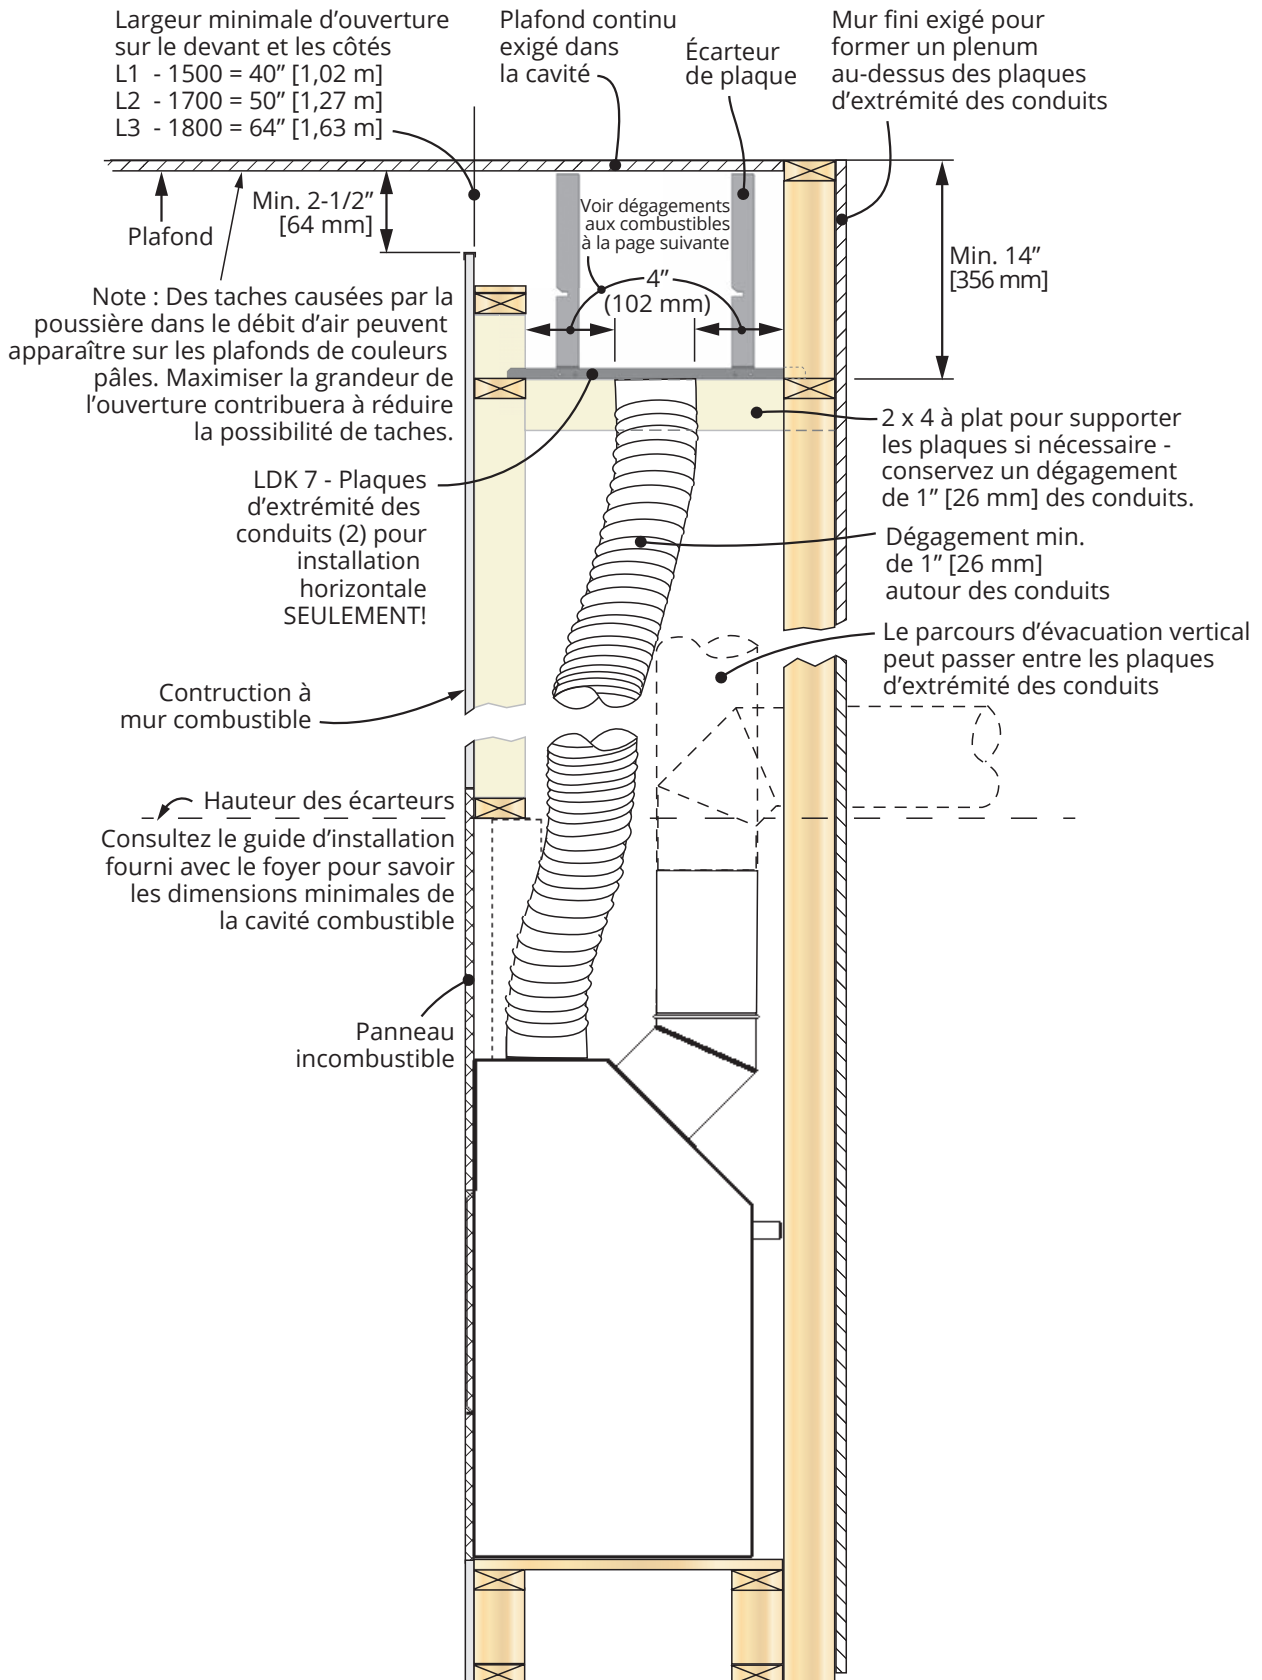 Largeur minimale d’ouverture
sur le devant et les côtés
L1 - 1500 = 40” [1,02 m]
L2 - 1700 = 50” [1,27 m]
L3 - 1800 = 64” [1,63 m]
Plafond continu
exigé dans
la cavité
Écarteur
de plaque
Mur fini exigé pour
former un plenum
au-dessus des plaques
d’extrémité des conduits
Min. 2-1/2”
[64 mm]
Plafond
Voir dégagements
aux combustibles
à la page suivante
4”
(102 mm)
Min. 14”
[356 mm]
Note : Des taches causées par la
poussière dans le débit d’air peuvent
apparaître sur les plafonds de couleurs
pâles. Maximiser la grandeur de
l’ouverture contribuera à réduire
la possibilité de taches.
2 x 4 à plat pour supporter
les plaques si nécessaire -
conservez un dégagement
de 1” [26 mm] des conduits.
LDK 7 - Plaques
d’extrémité des
conduits (2) pour
installation
horizontale
SEULEMENT!
Dégagement min.
de 1” [26 mm]
autour des conduits
Le parcours d’évacuation vertical
peut passer entre les plaques
d’extrémité des conduits
Contruction à
mur combustible
Hauteur des écarteurs
Consultez le guide d’installation
fourni avec le foyer pour savoir
les dimensions minimales de
la cavité combustible
Panneau
incombustible